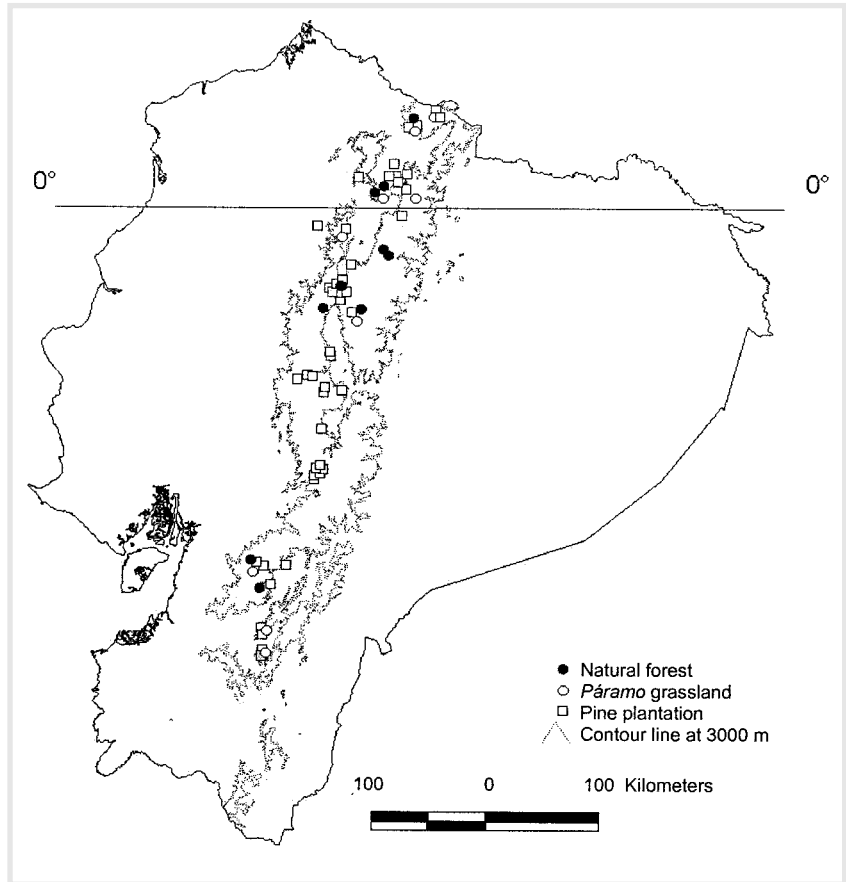 0° 0°
Natural forest
Páramo grassland
Pine plantation
Contour line at 3000 m
100 0 100 Kilometers